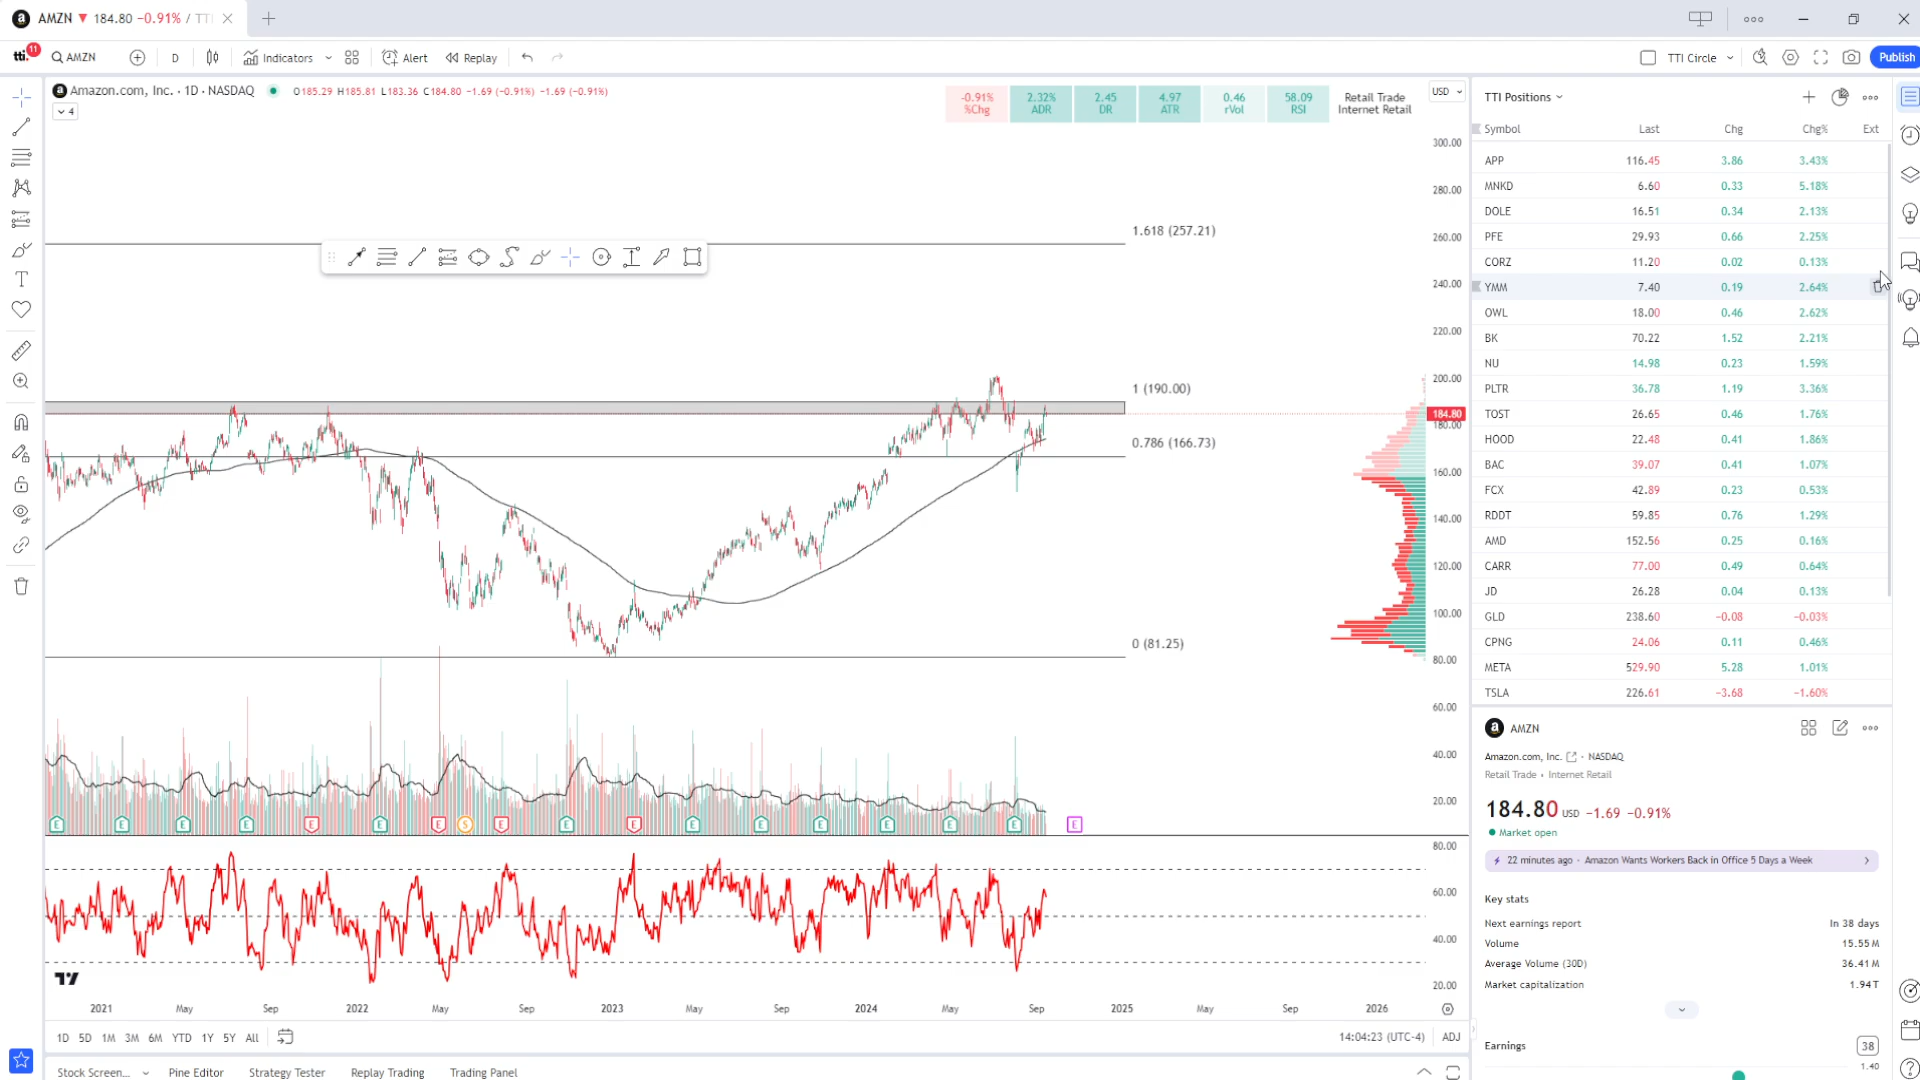 AMZN ▼ 184.80 −0.91% / TTI
tti. 11 AMZN D Indicators Alert Replay TTI Circle Publish
Amazon.com, Inc. · 1D · NASDAQ O185.29 H185.81 L183.36 C184.80 −1.69 (−0.91%) −1.69 (−0.91%)
4
-0.91% %Chg
2.32% ADR
2.45 DR
4.97 ATR
0.46 rVol
58.09 RSI
Retail Trade
Internet Retail
USD
300.00
280.00
260.00
240.00
220.00
200.00
184.80
180.00
160.00
140.00
120.00
100.00
80.00
60.00
40.00
20.00
1.618 (257.21)
1 (190.00)
0.786 (166.73)
0 (81.25)
E E E E E E E S E E E E E E E E E E
80.00
60.00
40.00
20.00
2021 May Sep 2022 May Sep 2023 May Sep 2024 May Sep 2025 May Sep 2026
1D 5D 1M 3M 6M YTD 1Y 5Y All 14:04:23 (UTC-4) ADJ
Stock Screen... Pine Editor Strategy Tester Replay Trading Trading Panel
TTI Positions
Symbol Last Chg Chg% Ext
APP 116.45 3.86 3.43%
MNKD 6.60 0.33 5.18%
DOLE 16.51 0.34 2.13%
PFE 29.93 0.66 2.25%
CORZ 11.20 0.02 0.13%
YMM 7.40 0.19 2.64%
OWL 18.00 0.46 2.62%
BK 70.22 1.52 2.21%
NU 14.98 0.23 1.59%
PLTR 36.78 1.19 3.36%
TOST 26.65 0.46 1.76%
HOOD 22.48 0.41 1.86%
BAC 39.07 0.41 1.07%
FCX 42.89 0.23 0.53%
RDDT 59.85 0.76 1.29%
AMD 152.56 0.25 0.16%
CARR 77.00 0.49 0.64%
JD 26.28 0.04 0.13%
GLD 238.60 −0.08 −0.03%
CPNG 24.06 0.11 0.46%
META 529.90 5.28 1.01%
TSLA 226.61 −3.68 −1.60%
AMZN
Amazon.com, Inc. · NASDAQ
Retail Trade • Internet Retail
184.80 USD −1.69 −0.91%
Market open
22 minutes ago · Amazon Wants Workers Back in Office 5 Days a Week
Key stats
Next earnings report In 38 days
Volume 15.55M
Average Volume (30D) 36.41M
Market capitalization 1.94T
Earnings 38
1.40